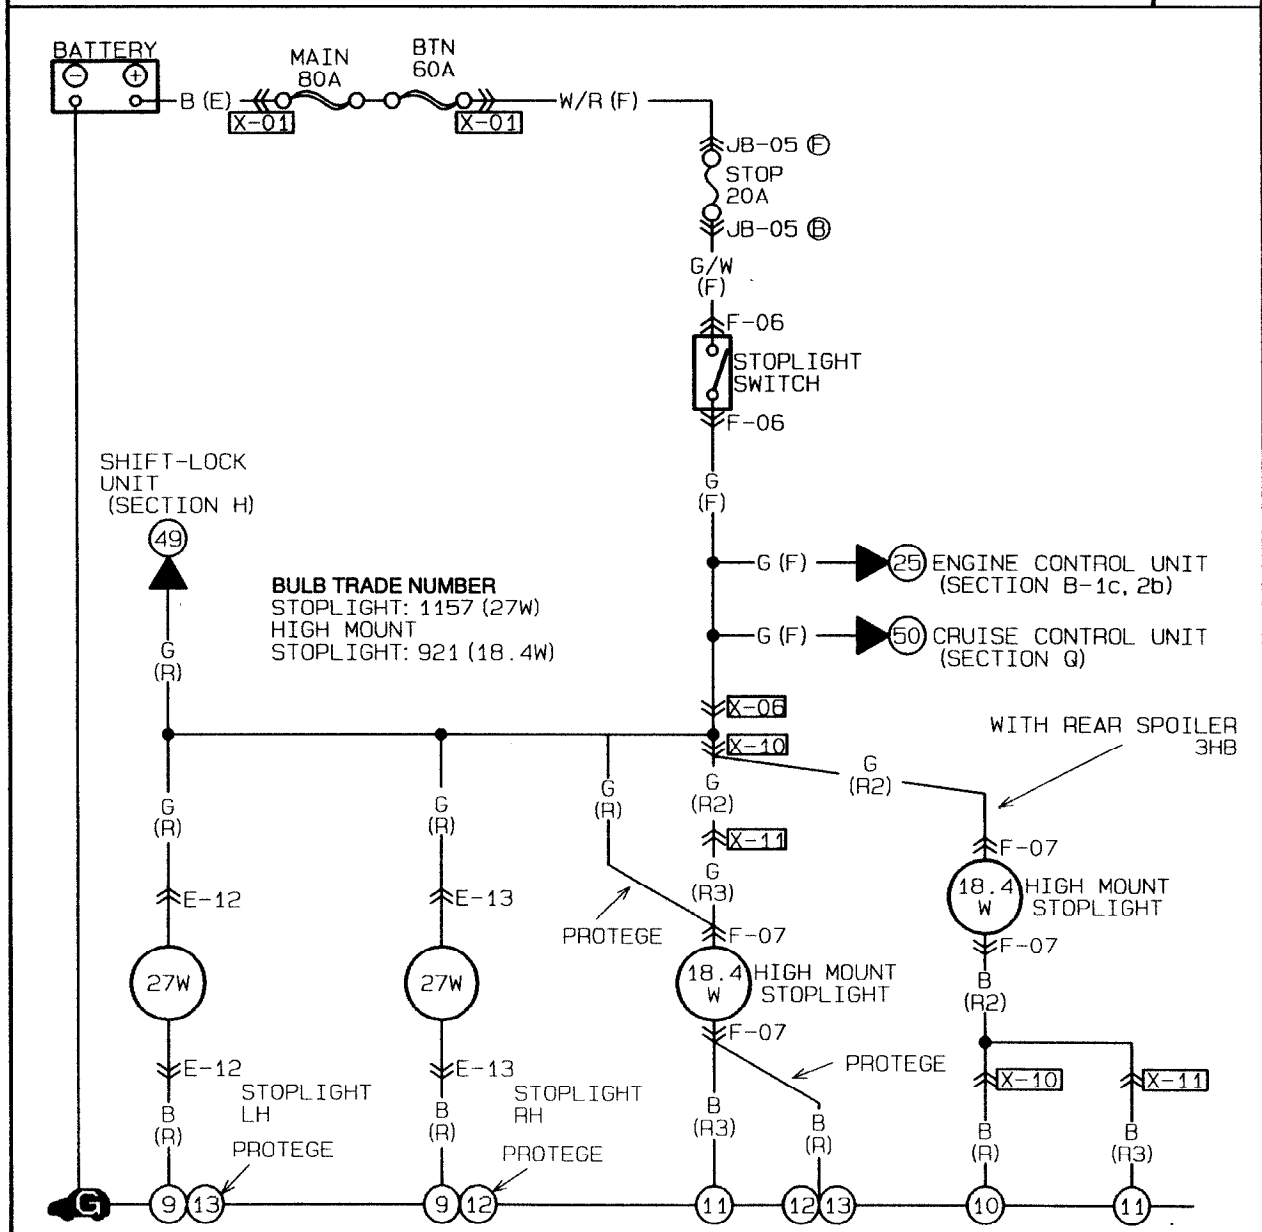 BATTERY
- +
MAIN
80A
BTN
60A
B (E)
X-01
X-01
W/R (F)
JB-05 F
STOP
20A
JB-05 B
G/W
(F)
F-06
STOPLIGHT
SWITCH
F-06
G
(F)
SHIFT-LOCK
UNIT
(SECTION H)
49
G
(R)
BULB TRADE NUMBER
STOPLIGHT: 1157 (27W)
HIGH MOUNT
STOPLIGHT: 921 (18.4W)
G (F)
25
ENGINE CONTROL UNIT
(SECTION B-1c, 2b)
G (F)
50
CRUISE CONTROL UNIT
(SECTION Q)
X-06
X-10
WITH REAR SPOILER
3HB
G
(R2)
G
(R)
G
(R)
G
(R)
G
(R2)
X-11
G
(R3)
E-12
E-13
PROTEGE
F-07
F-07
27W
27W
18.4
W
HIGH MOUNT
STOPLIGHT
18.4
W
HIGH MOUNT
STOPLIGHT
F-07
B
(R2)
E-12
E-13
F-07
PROTEGE
X-10
X-11
STOPLIGHT
LH
STOPLIGHT
RH
B
(R)
B
(R)
B
(R3)
B
(R)
B
(R)
B
(R3)
PROTEGE
PROTEGE
G
9 13
9 12
11
12 13
10
11